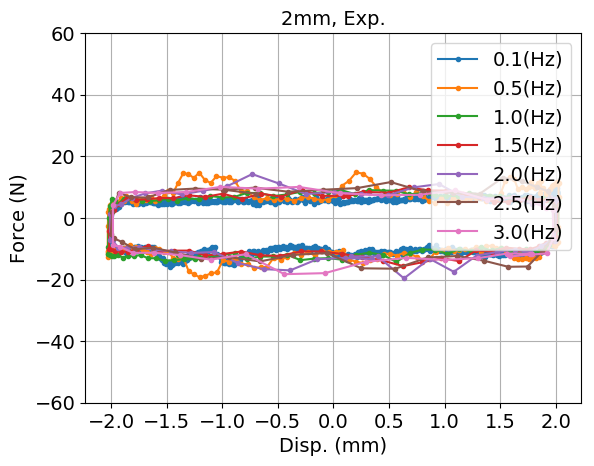 2mm, Exp.
0.1(Hz)
0.5(Hz)
1.0(Hz)
1.5(Hz)
2.0(Hz)
2.5(Hz)
3.0(Hz)
60
40
20
0
−20
−40
−60
Force (N)
−2.0 −1.5 −1.0 −0.5 0.0 0.5 1.0 1.5 2.0
Disp. (mm)